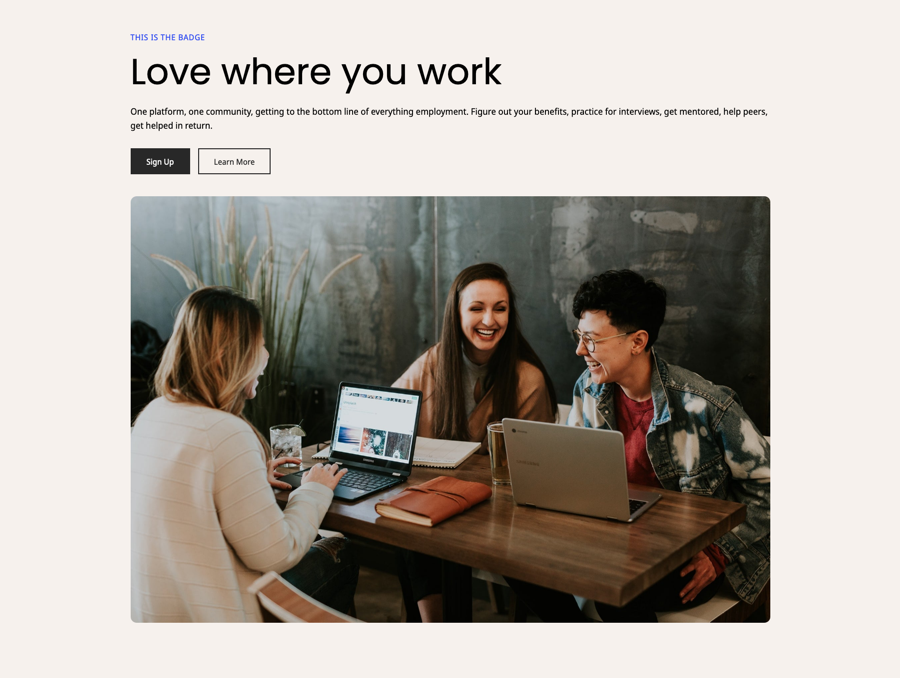 THIS IS THE BADGE
Love where you work
One platform, one community, getting to the bottom line of everything employment. Figure out your benefits, practice for interviews, get mentored, help peers,
get helped in return.
Sign Up
Learn More